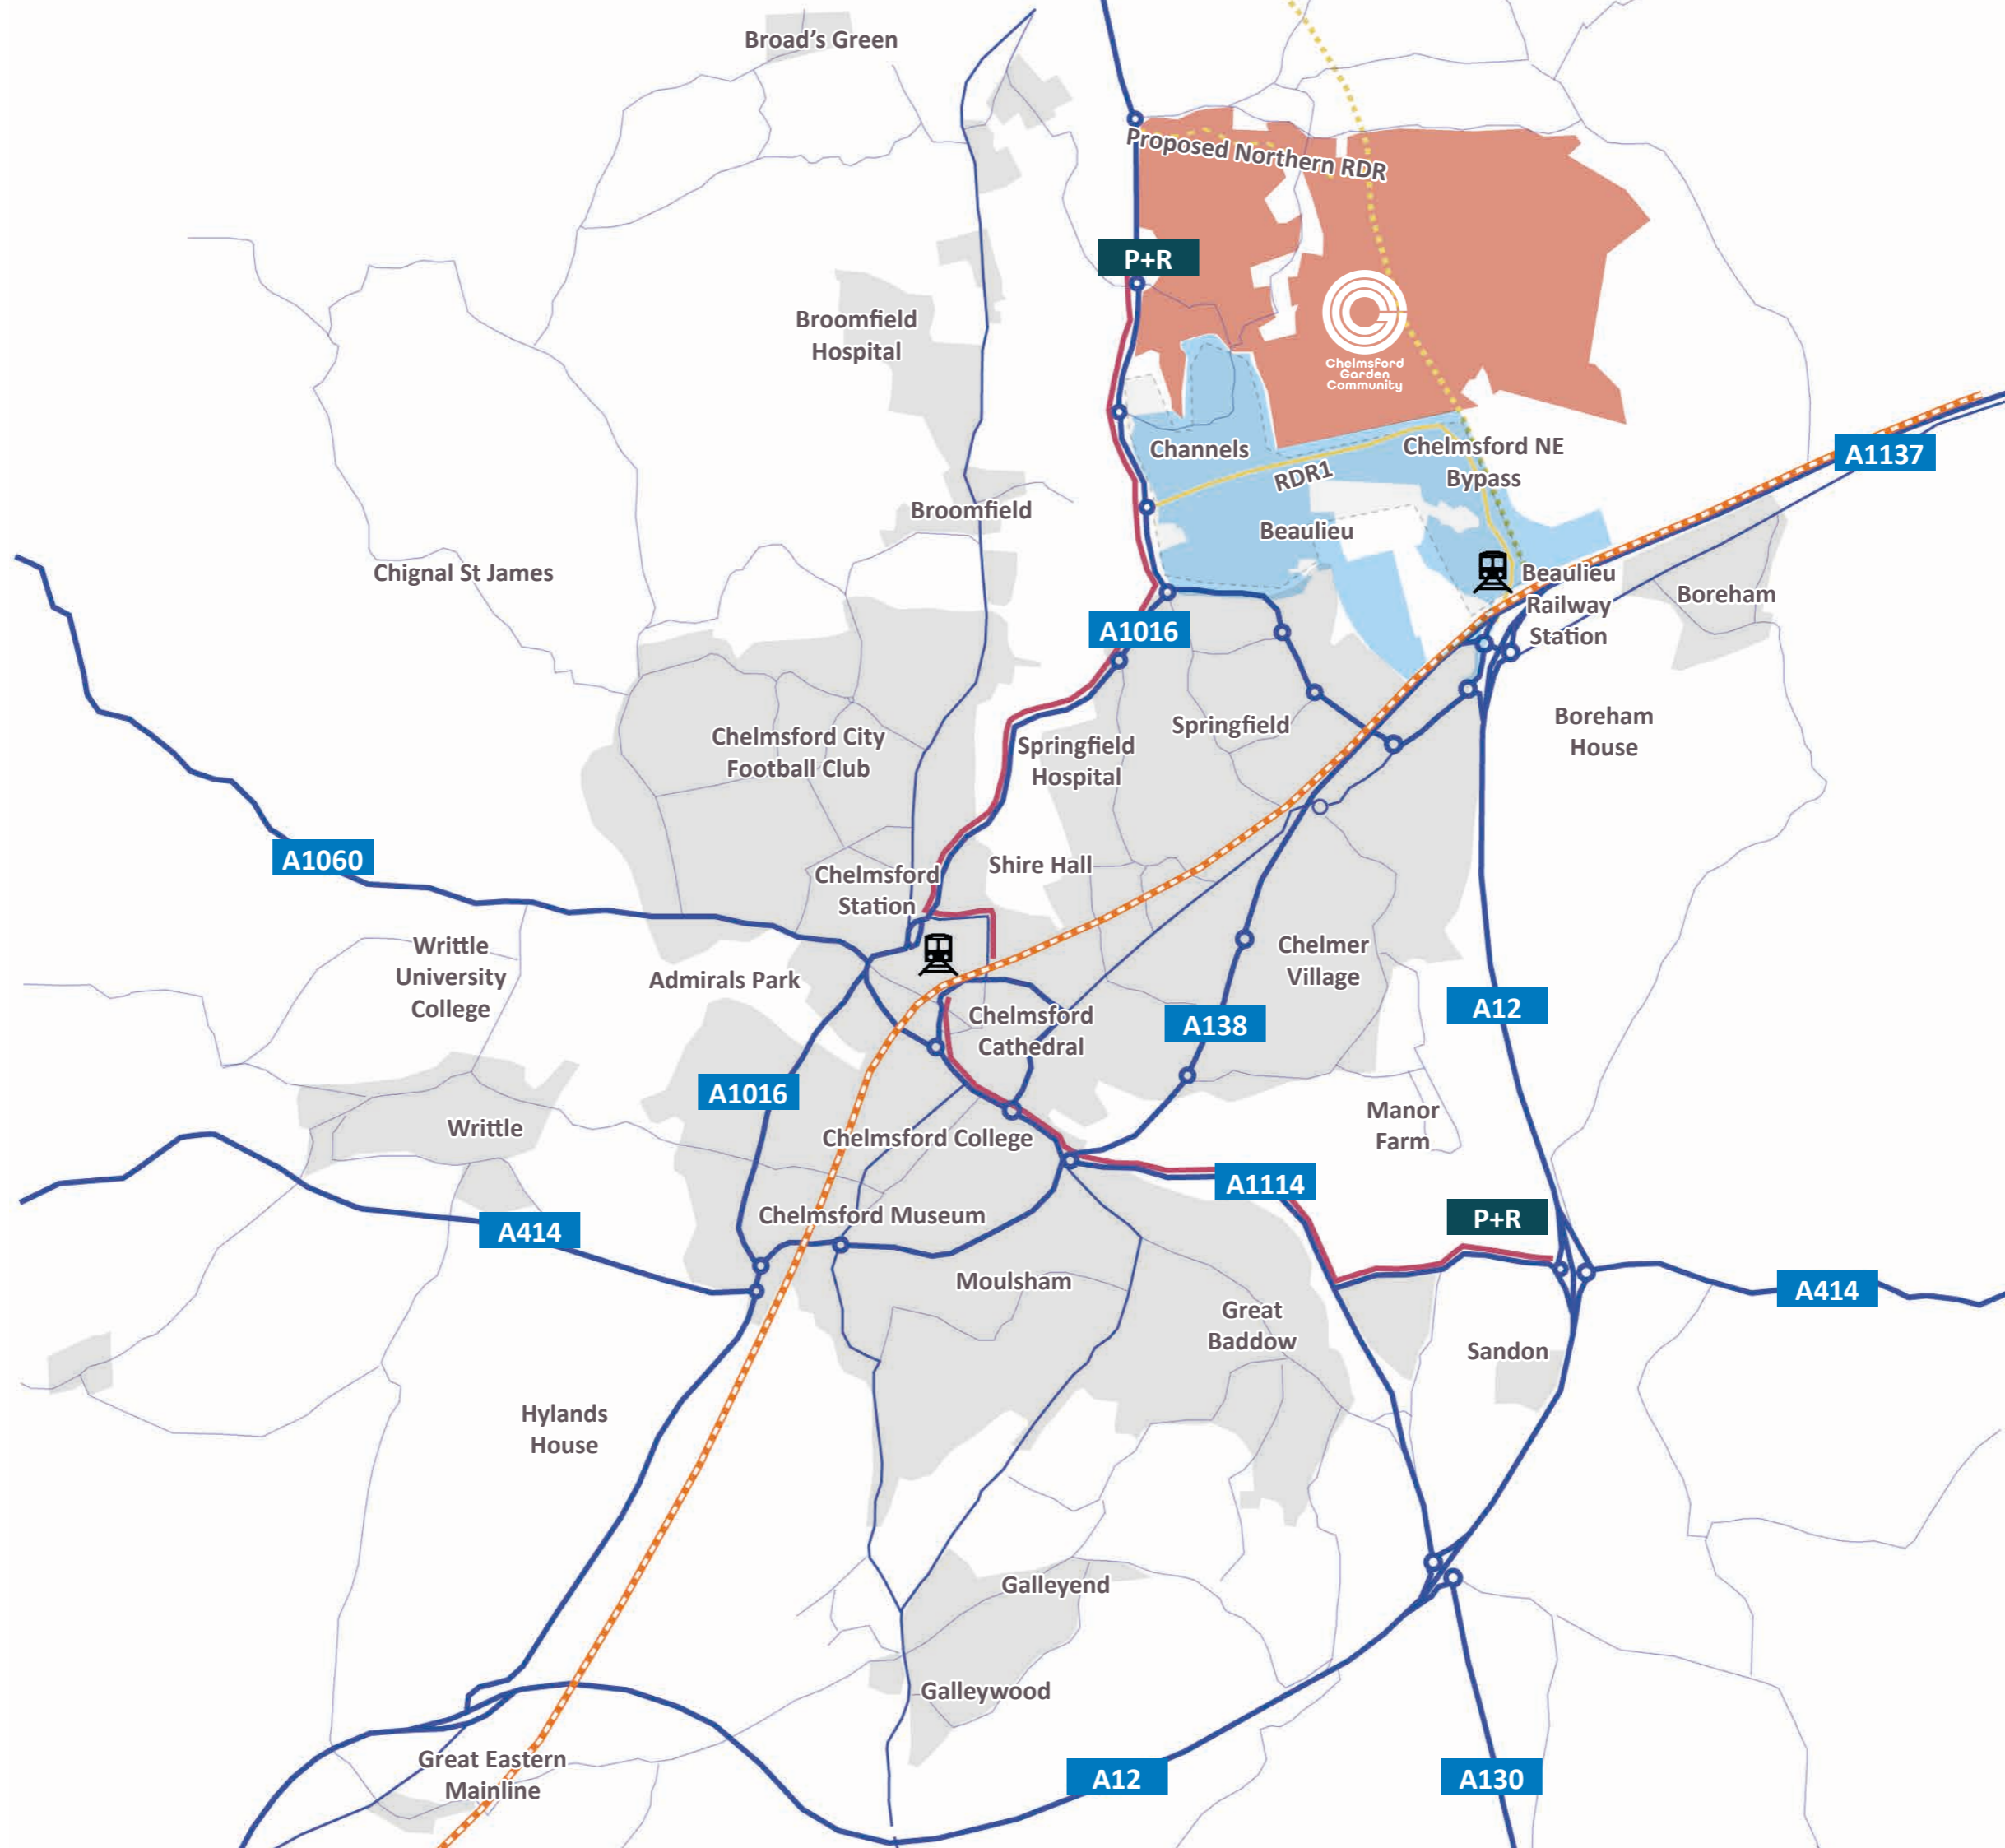 Broad's Green
Proposed Northern RDR
P+R
Broomfield
Hospital
Chelmsford
Garden
Community
Channels
Chelmsford NE
Bypass
A1137
RDR1
Broomfield
Beaulieu
Chignal St James
Beaulieu
Railway
Station
Boreham
A1016
Chelmsford City
Football Club
Springfield
Hospital
Springfield
Boreham
House
A1060
Chelmsford
Station
Shire Hall
Writtle
University
College
Admirals Park
Chelmer
Village
A12
Chelmsford
Cathedral
A138
A1016
Writtle
Chelmsford College
Manor
Farm
A1114
P+R
A414
Chelmsford Museum
Moulsham
A414
Great
Baddow
Sandon
Hylands
House
Galleyend
Galleywood
Great Eastern
Mainline
A12
A130